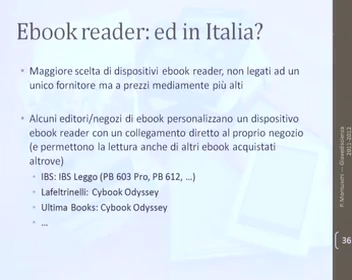 Ebook reader: ed in Italia?
Maggiore scelta di dispositivi ebook reader, non legati ad un
unico fornitore ma a prezzi mediamente più alti
Alcuni editori/negozi di ebook personalizzano un dispositivo
ebook reader con un collegamento diretto al proprio negozio
(e permettono la lettura anche di altri ebook acquistati
altrove)
IBS: IBS Leggo (PB 603 Pro, PB 612, ...)
Lafeltrinelli: Cybook Odyssey
Ultima Books: Cybook Odyssey
...
2011-2012
36